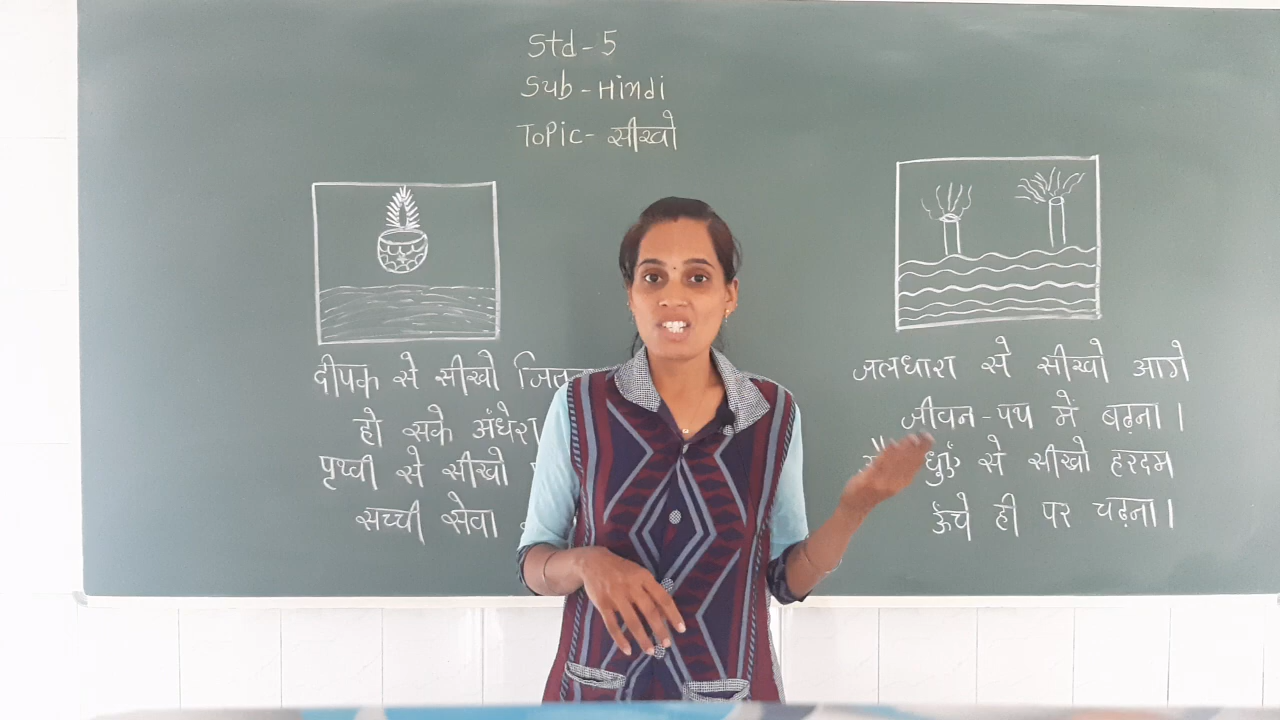 Std-5
Sub-Hindi
Topic-सीखो
दीपक से सीखो
हो सके अँधेरा
पृथ्वी से सीखो
सच्ची सेवा
जलधारा से सीखो आगे
जीवन-पथ में बढ़ना।
धुएँ से सीखो हरदम
ऊँचे ही पर चढ़ना।